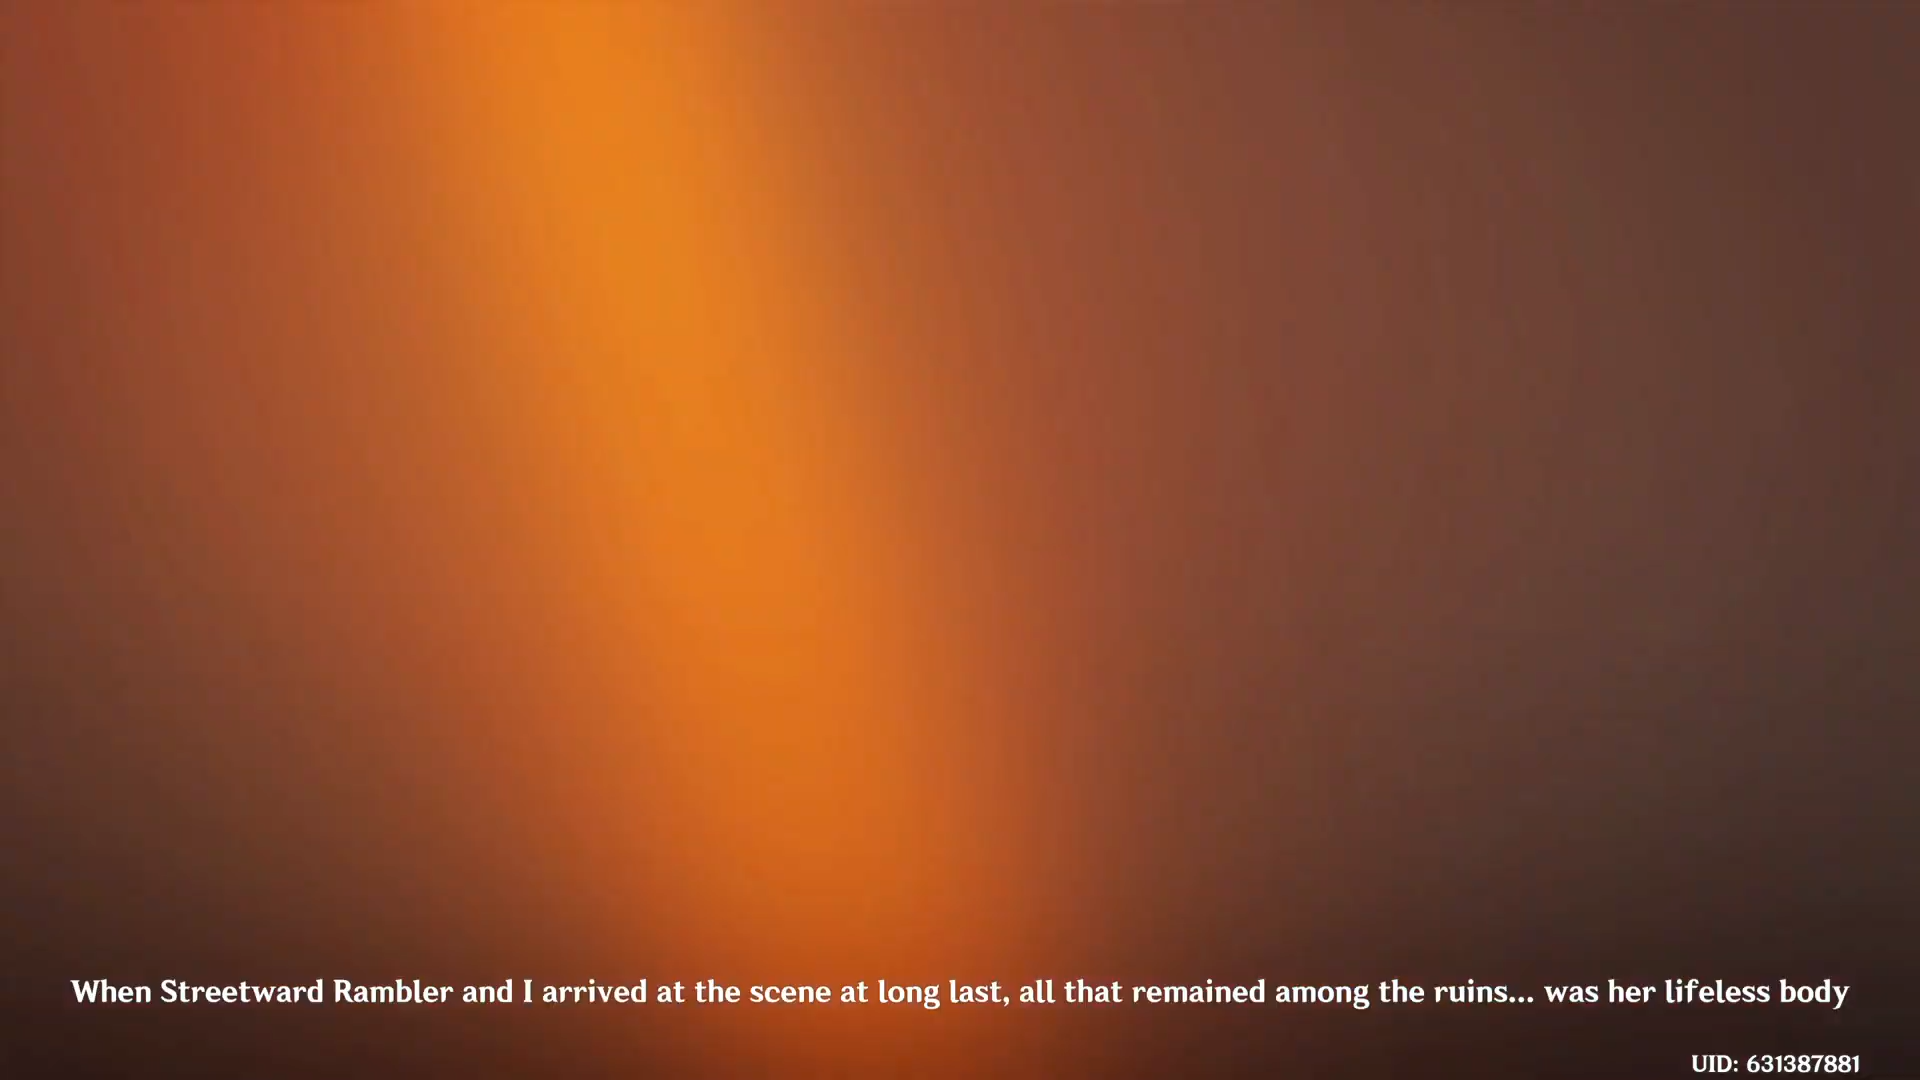 When Streetward Rambler and I arrived at the scene at long last, all that remained among the ruins... was her lifeless body
UID: 631387881